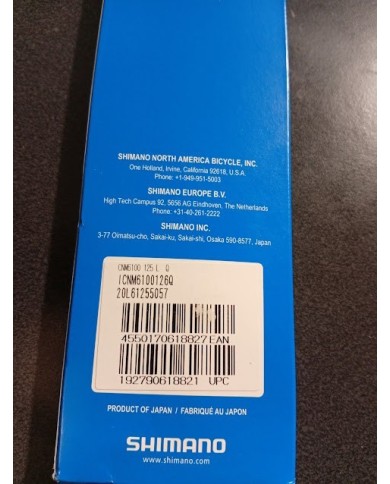 SHIMANO NORTH AMERICA BICYCLE, INC.
One Holland, Irvine, California 92618, U.S.A.
Phone: +1-949-951-5003
SHIMANO EUROPE B.V.
High Tech Campus 92, 5656 AG Eindhoven, The Netherlands
Phone: +31-40-261-2222
SHIMANO INC.
3-77 Oimatsu-cho, Sakai-ku, Sakai-shi, Osaka 590-8577, Japan
CNM6100 125 L Q
ICNM6100126Q
20L61255057
4550170618827 EAN
192790618821 UPC
PRODUCT OF JAPAN / FABRIQUÉ AU JAPON
SHIMANO
www.shimano.com